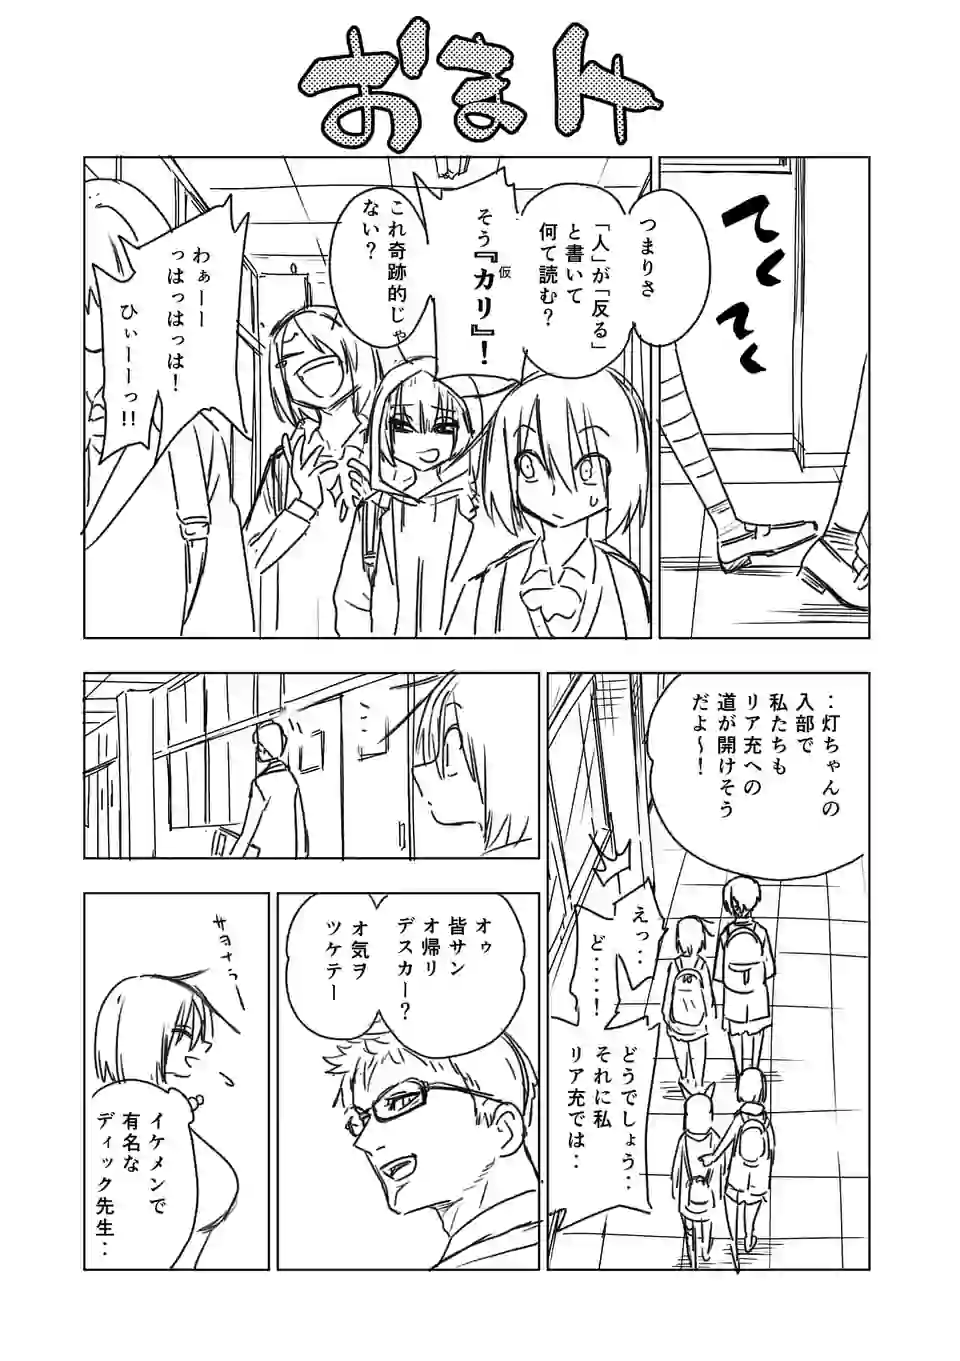 おまけ
てくてく
つまりさ
「人」が「反る」
と書いて
何て読む？
そう『仮カリ』！
これ奇跡的じゃ
ない？
わぁーー
っはっはっは！
ひぃーーっ!!
‥灯ちゃんの
入部で
私たちも
リア充への
道が開けそう
だよ～！
えっ‥
ど‥‥！
どうでしょう‥
それに私
リア充では‥
オゥ
皆サン
オ帰リ
デスカー？
オ気ヲ
ツケテー
サヨナラー
イケメンで
有名な
ディック先生‥